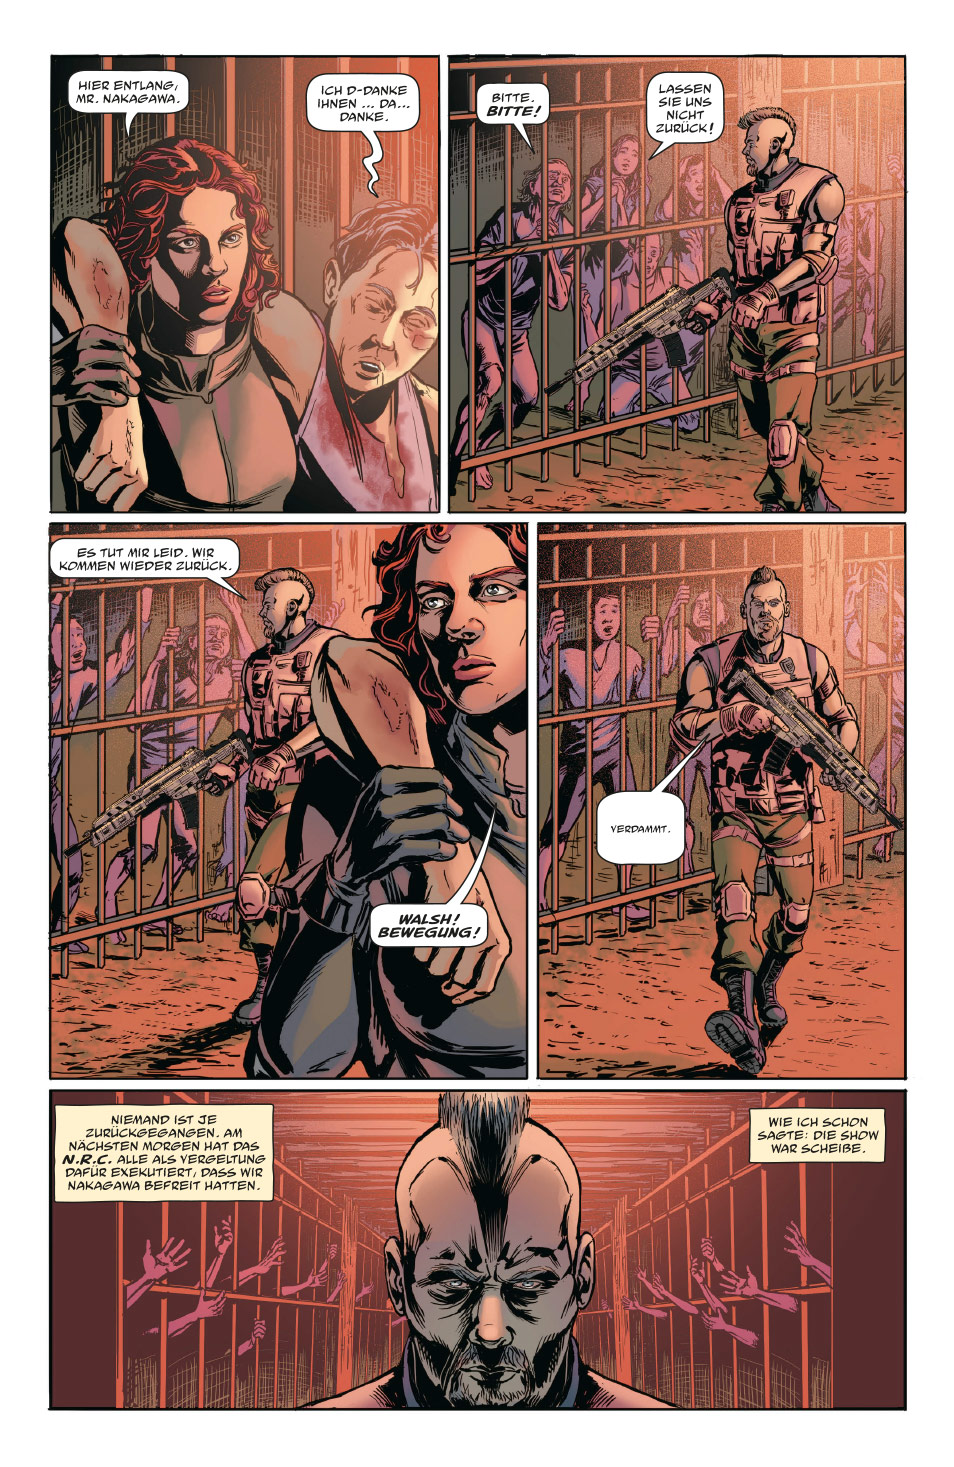 HIER ENTLANG,
MR. NAKAGAWA.
ICH D-DANKE
IHNEN ... DA...
DANKE.
BITTE.
BITTE!
LASSEN
SIE UNS
NICHT
ZURÜCK!
ES TUT MIR LEID. WIR
KOMMEN WIEDER ZURÜCK.
WALSH!
BEWEGUNG!
VERDAMMT.
NIEMAND IST JE
ZURÜCKGEGANGEN. AM
NÄCHSTEN MORGEN HAT DAS
N.R.C. ALLE ALS VERGELTUNG
DAFÜR EXEKUTIERT, DASS WIR
NAKAGAWA BEFREIT HATTEN.
WIE ICH SCHON
SAGTE: DIE SHOW
WAR SCHEIBE.